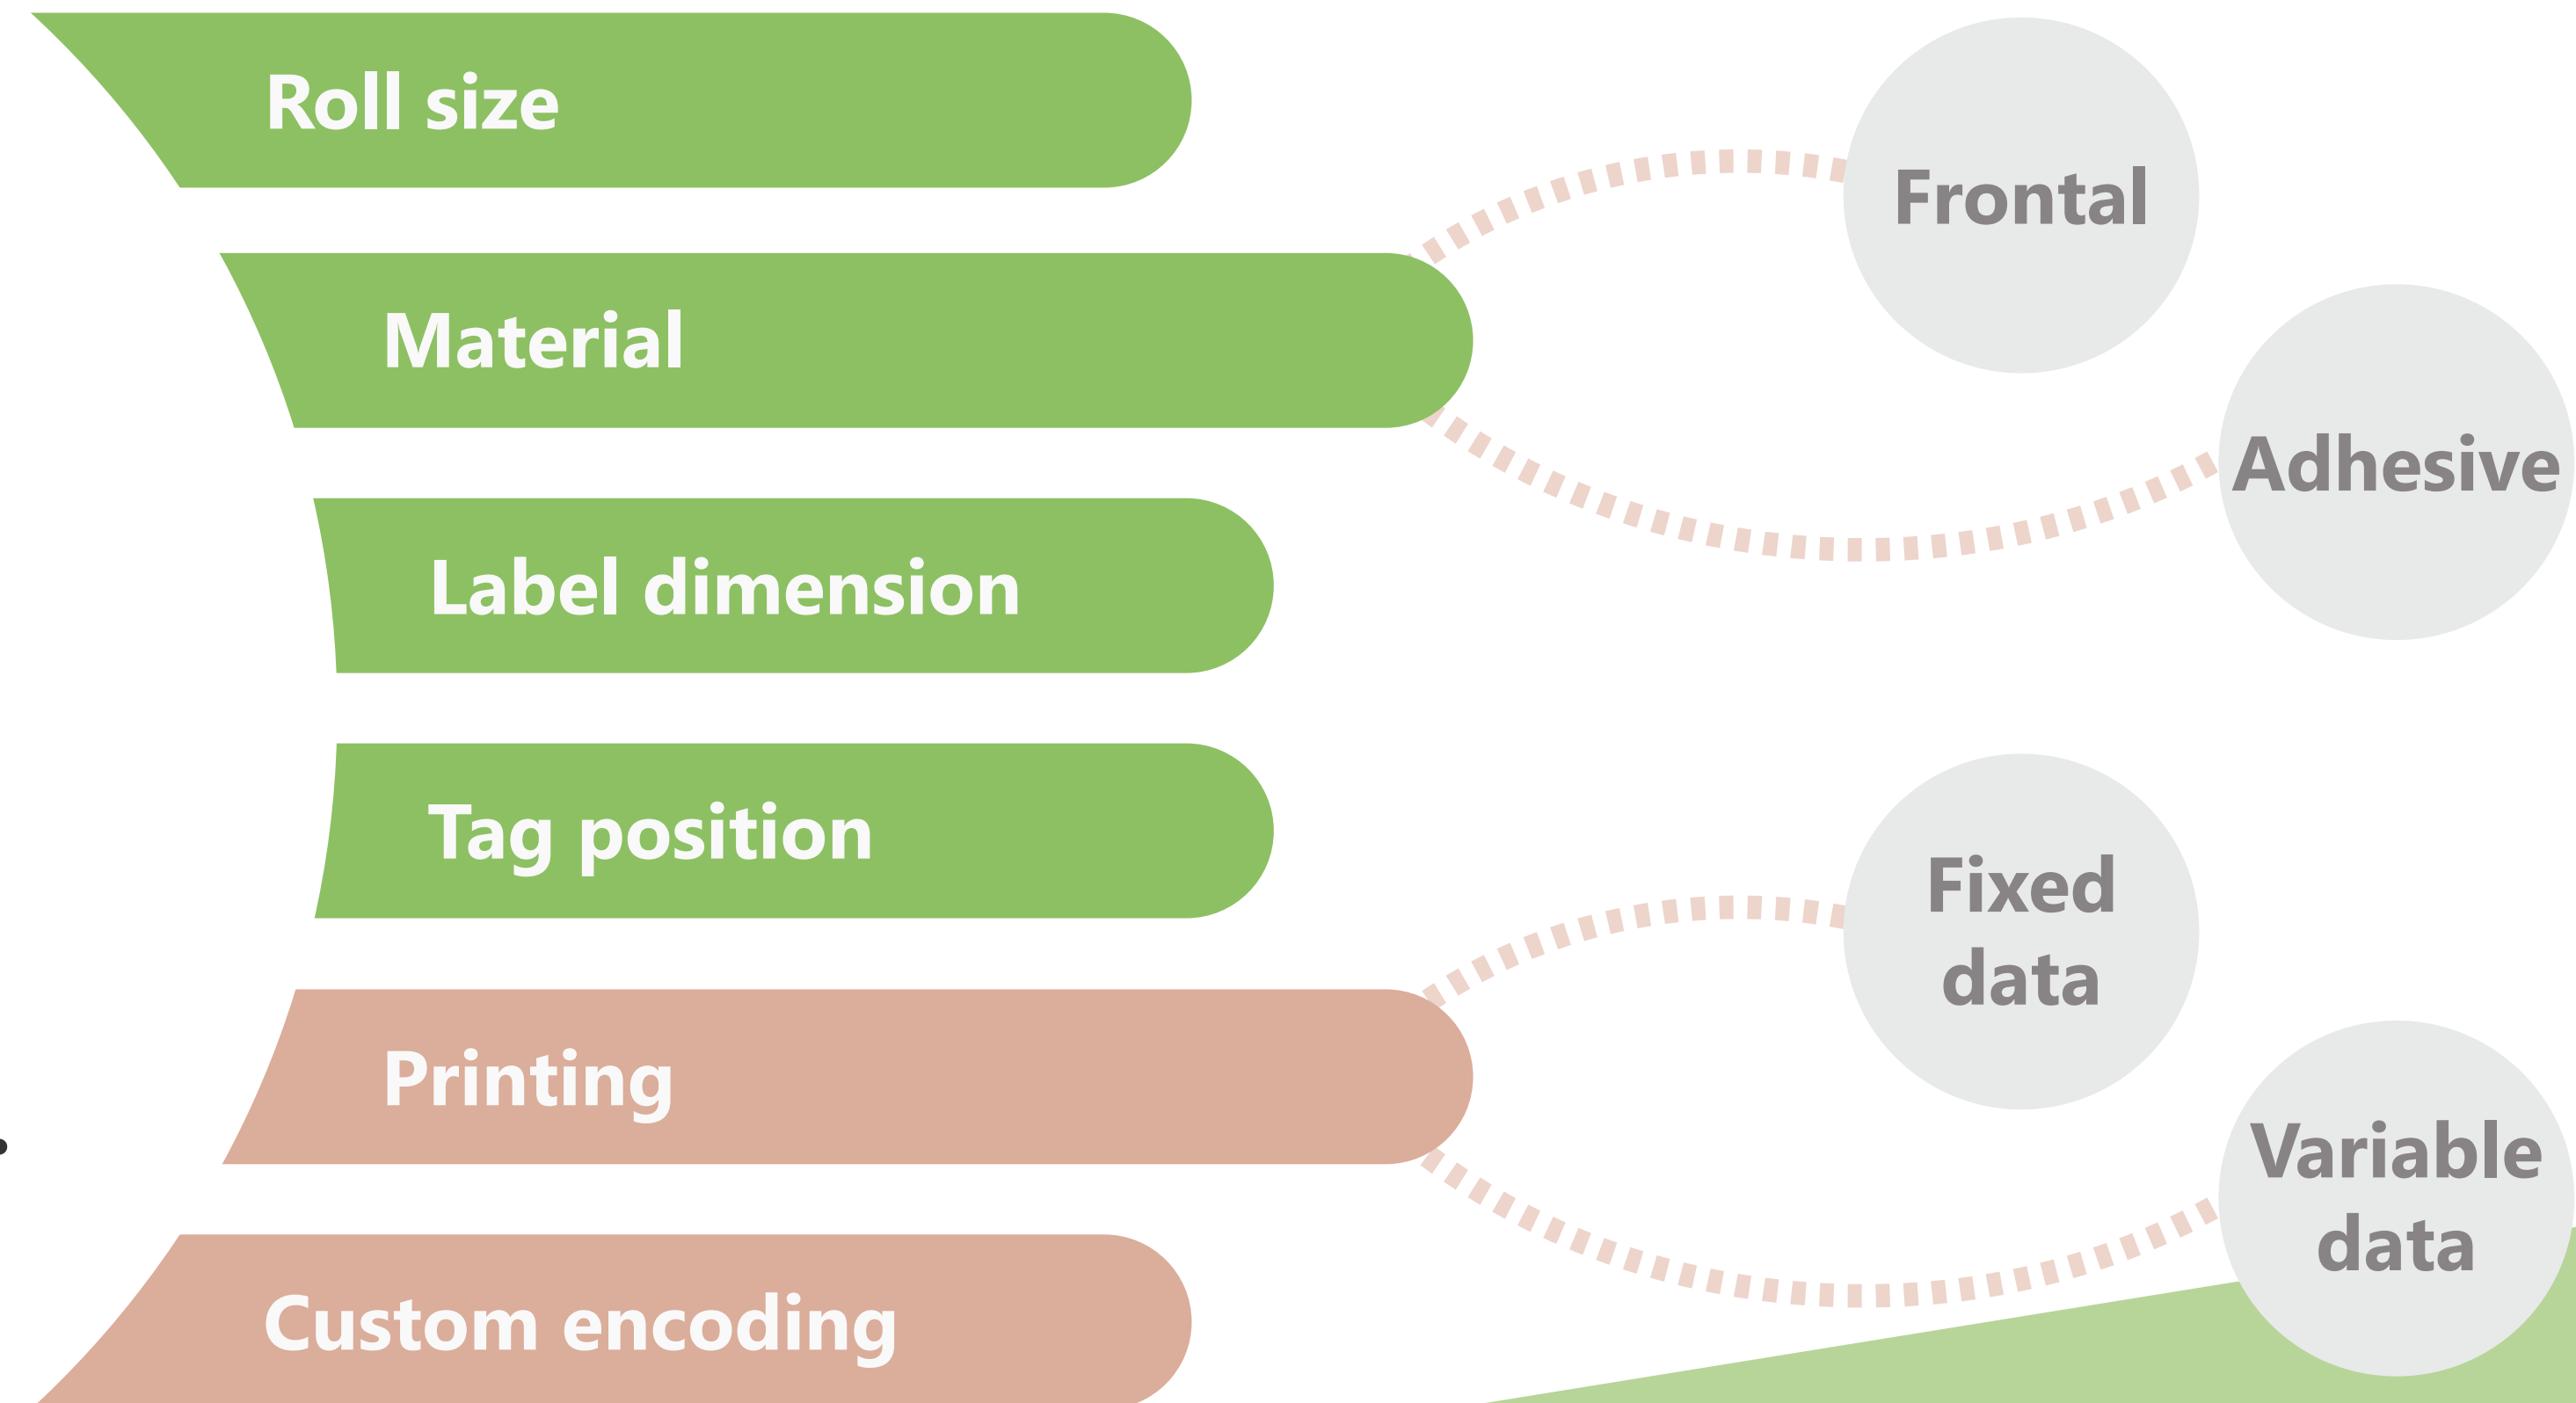 Roll size
Frontal
Material
Adhesive
Label dimension
Tag position
Fixed
data
Printing
Variable
data
Custom encoding